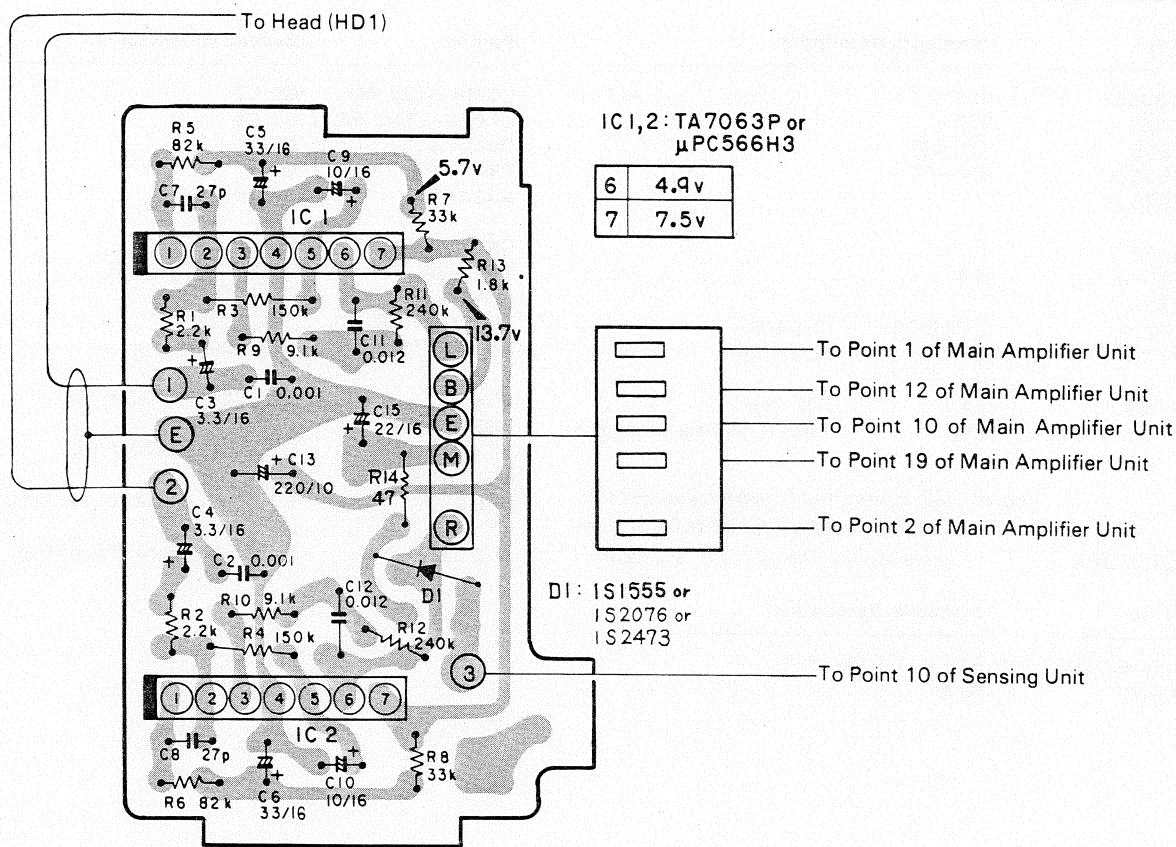 To Head (HD1)
R5
82k
C5
33/16
C9
10/16
+
+
5.7v
C7 27p
IC 1
R7
33k
1 2 3 4 5 6 7
R13
1.8k
R1
2.2k
R3 150k
R11
240k
13.7v
R9 9.1k
C11
0.012
+
C3
3.3/16
C1 0.001
1
E
2
C15
22/16
+
+ C13
220/10
R14
47
L
B
E
M
R
C4
3.3/16
+
C2 0.001
D1
R10 9.1k
C12
0.012
R2
2.2k
R4 150k
R12
240k
3
1 2 3 4 5 6 7
IC 2
C8 27p
R6 82k
C6
33/16
+
+
C10
10/16
R8
33k
IC1,2: TA7063P or
μPC566H3
6 4.9v
7 7.5v
To Point 1 of Main Amplifier Unit
To Point 12 of Main Amplifier Unit
To Point 10 of Main Amplifier Unit
To Point 19 of Main Amplifier Unit
To Point 2 of Main Amplifier Unit
D1: 1S1555 or
1S2076 or
1S2473
To Point 10 of Sensing Unit